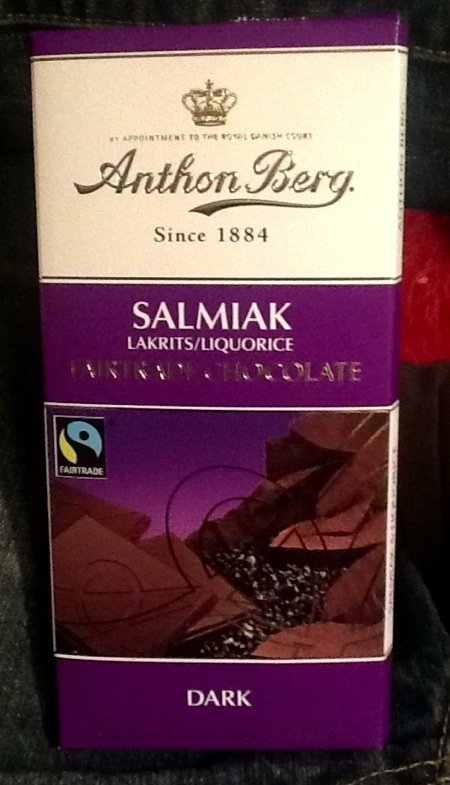 BY APPOINTMENT TO THE ROYAL DANISH COURT
Anthon Berg
Since 1884
SALMIAK
LAKRITS/LIQUORICE
FAIRTRADE CHOCOLATE
FAIRTRADE
DARK